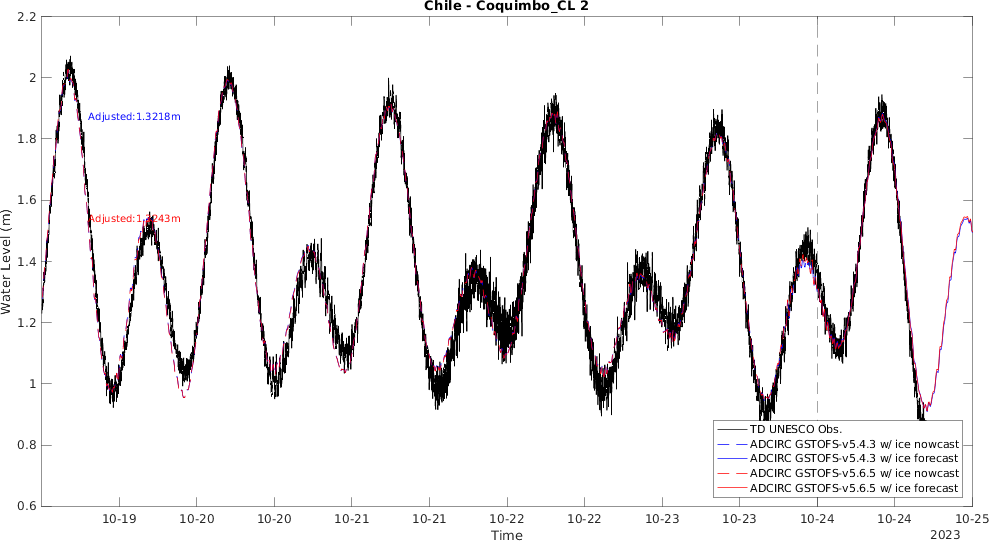 Chile - Coquimbo_CL 2
2.2
2
1.8
1.6
1.4
1.2
1
0.8
0.6
Water Level (m)
Adjusted:1.3218m
Adjusted:1.3243m
TD UNESCO Obs.
ADCIRC GSTOFS-v5.4.3 w/ ice nowcast
ADCIRC GSTOFS-v5.4.3 w/ ice forecast
ADCIRC GSTOFS-v5.6.5 w/ ice nowcast
ADCIRC GSTOFS-v5.6.5 w/ ice forecast
10-19 10-20 10-20 10-21 10-21 10-22 10-22 10-23 10-23 10-24 10-24 10-25
Time
2023